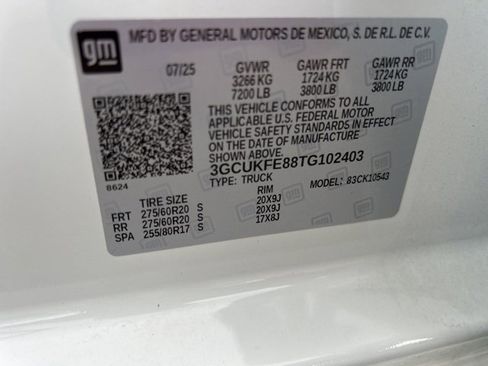 gm MFD BY GENERAL MOTORS DE MEXICO, S. DE R.L. DE C.V.
07/25 GVWR GAWR FRT GAWR RR
3266 KG 1724 KG 1724 KG
7200 LB 3800 LB 3800 LB
THIS VEHICLE CONFORMS TO ALL
APPLICABLE U.S. FEDERAL MOTOR
VEHICLE SAFETY STANDARDS IN EFFECT
ON THE DATE OF MANUFACTURE
SHOWN ABOVE.
3GCUKFE88TG102403
8624 TYPE: TRUCK MODEL: 83CK10543
TIRE SIZE RIM
FRT 275/60R20 S 20X9J
RR 275/60R20 S 20X9J
SPA 255/80R17 S 17X8J